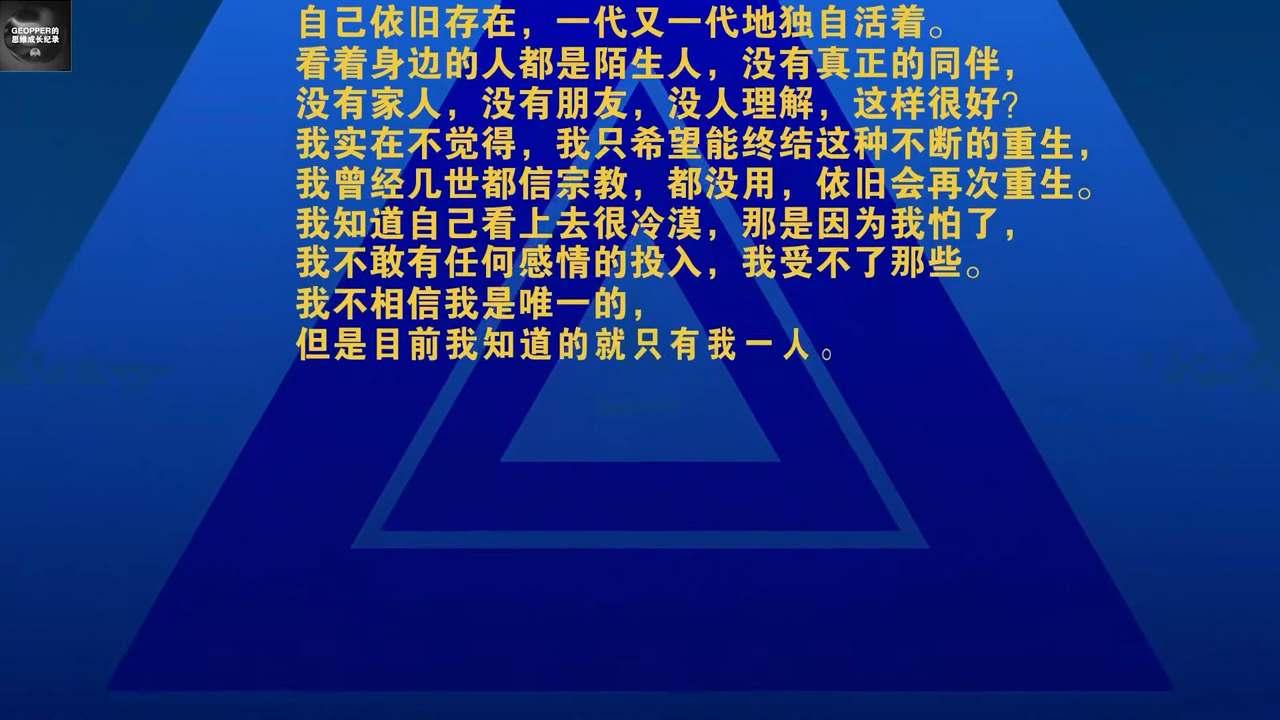 GEOPPER的
思维成长纪录
自己依旧存在，一代又一代地独自活着。
看着身边的人都是陌生人，没有真正的同伴，
没有家人，没有朋友，没人理解，这样很好?
我实在不觉得，我只希望能终结这种不断的重生，
我曾经几世都信宗教，都没用，依旧会再次重生。
我知道自己看上去很冷漠，那是因为我怕了，
我不敢有任何感情的投入，我受不了那些。
我不相信我是唯一的，
但是目前我知道的就只有我一人。